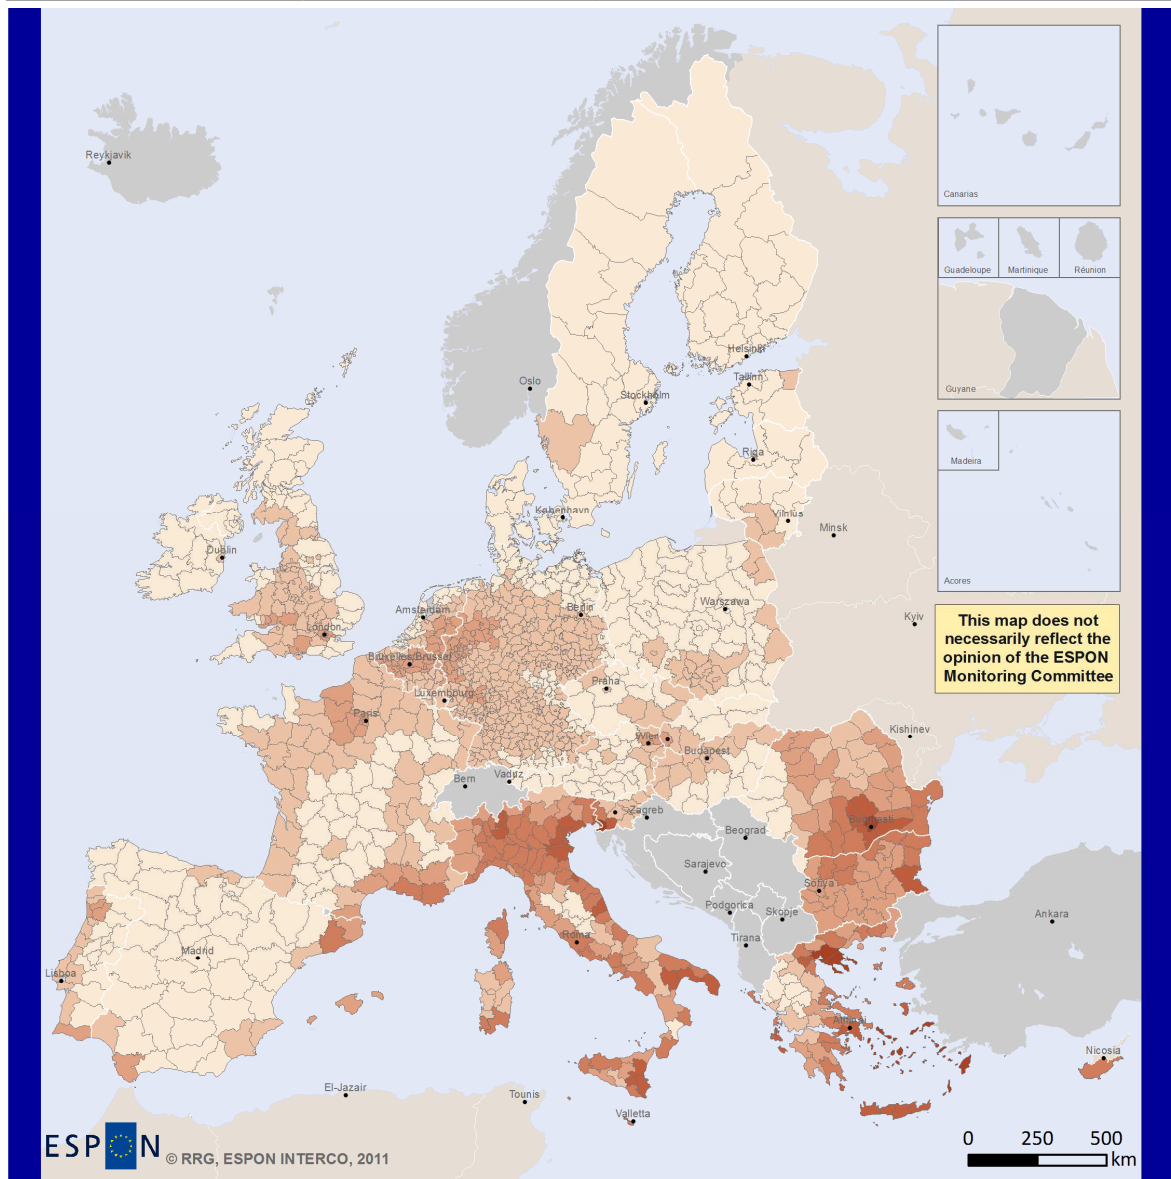 Reykjavík
Canarias
Guadeloupe
Martinique
Réunion
Guyane
Madeira
Acores
Oslo
Helsinki
Tallinn
Stockholm
Riga
København
Vilnius
Minsk
Dublin
Amsterdam
Berlin
Warszawa
Kyiv
London
Bruxelles/Brussel
Luxembourg
Praha
Paris
Wien
Kishinev
Budapest
Bern
Vaduz
Zagreb
Beograd
Bucuresti
Sarajevo
Sofiya
Podgorica
Skopje
Tirana
Ankara
Roma
Madrid
Lisboa
Athinai
Nicosia
El-Jazair
Tounis
Valletta
This map does not
necessarily reflect the
opinion of the ESPON
Monitoring Committee
ESPON
© RRG, ESPON INTERCO, 2011
0 250 500
km